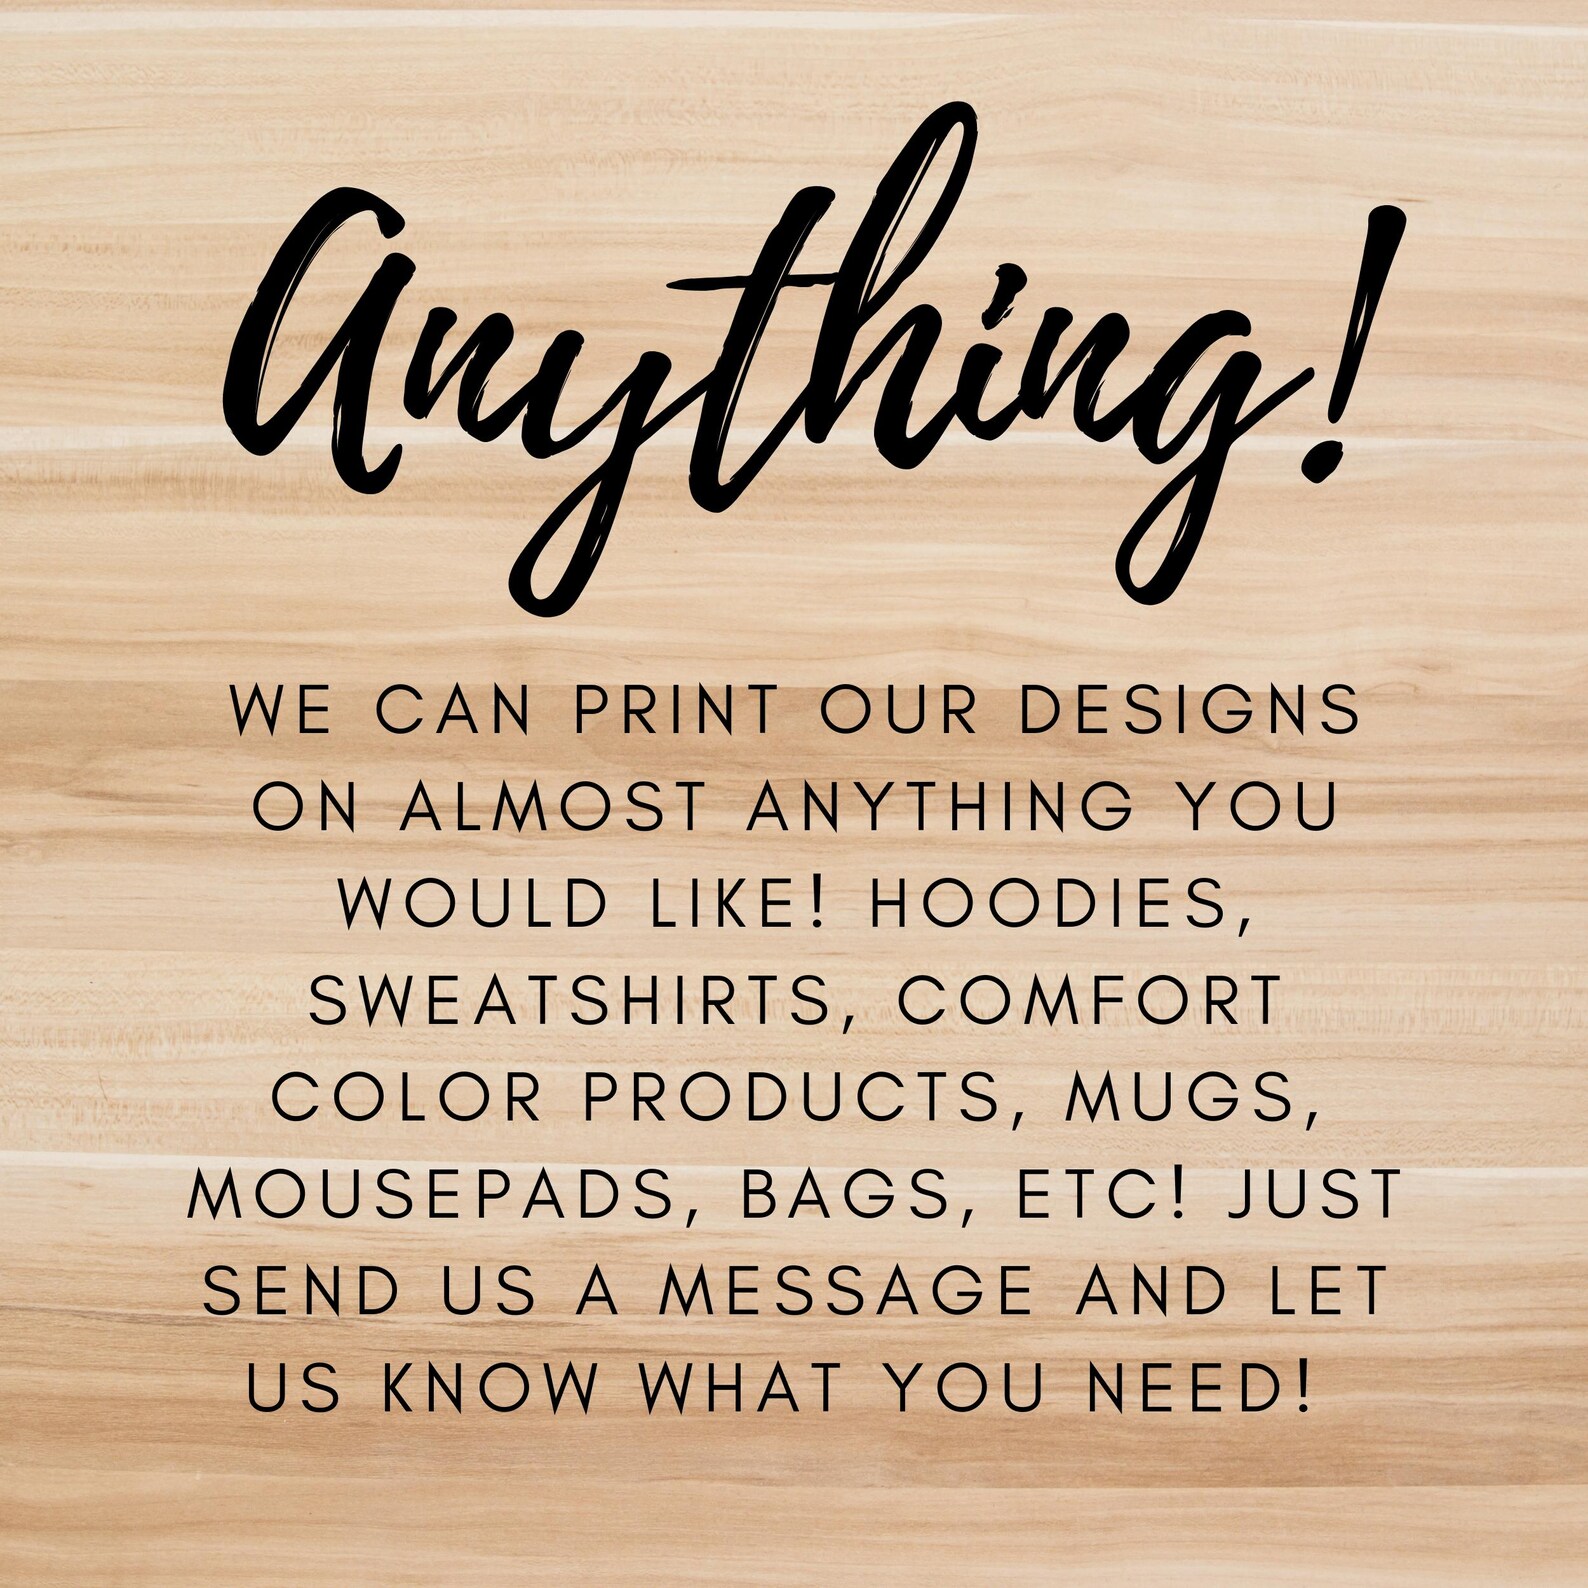 Anything!
WE CAN PRINT OUR DESIGNS
ON ALMOST ANYTHING YOU
WOULD LIKE! HOODIES,
SWEATSHIRTS, COMFORT
COLOR PRODUCTS, MUGS,
MOUSEPADS, BAGS, ETC! JUST
SEND US A MESSAGE AND LET
US KNOW WHAT YOU NEED!